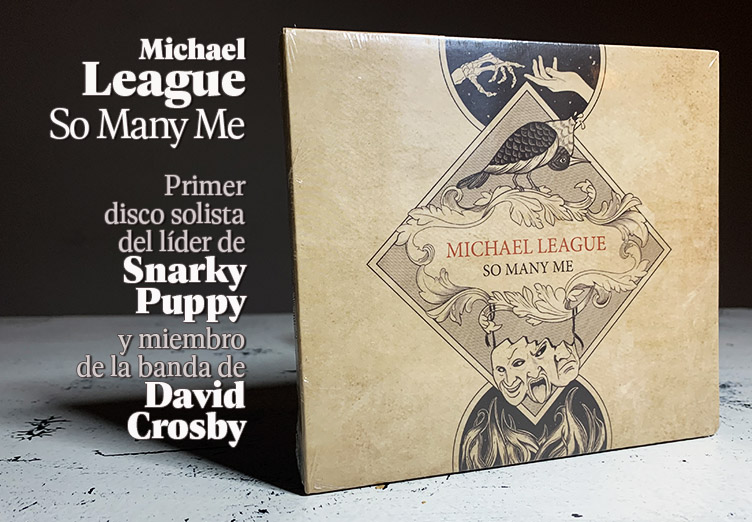 Michael
League
So Many Me
Primer
disco solista
del líder de
Snarky
Puppy
y miembro
de la banda de
David
Crosby
MICHAEL LEAGUE
SO MANY ME